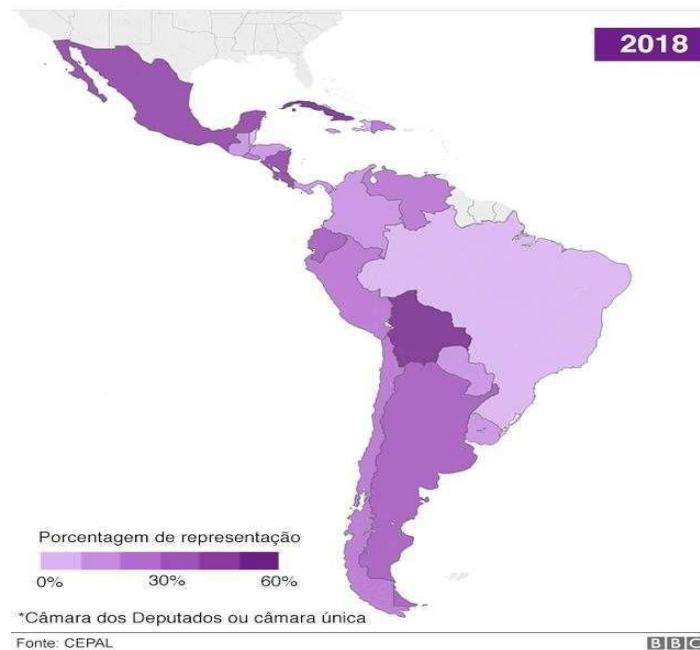 2018
Porcentagem de representação
0% 30% 60%
*Câmara dos Deputados ou câmara única
Fonte: CEPAL BBC